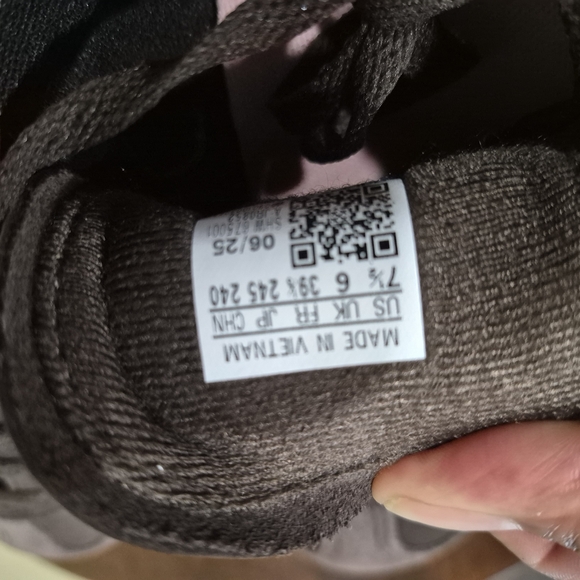 MADE IN VIETNAM
US UK FR JP CHN
7½ 6 39⅓ 245 240
06/25